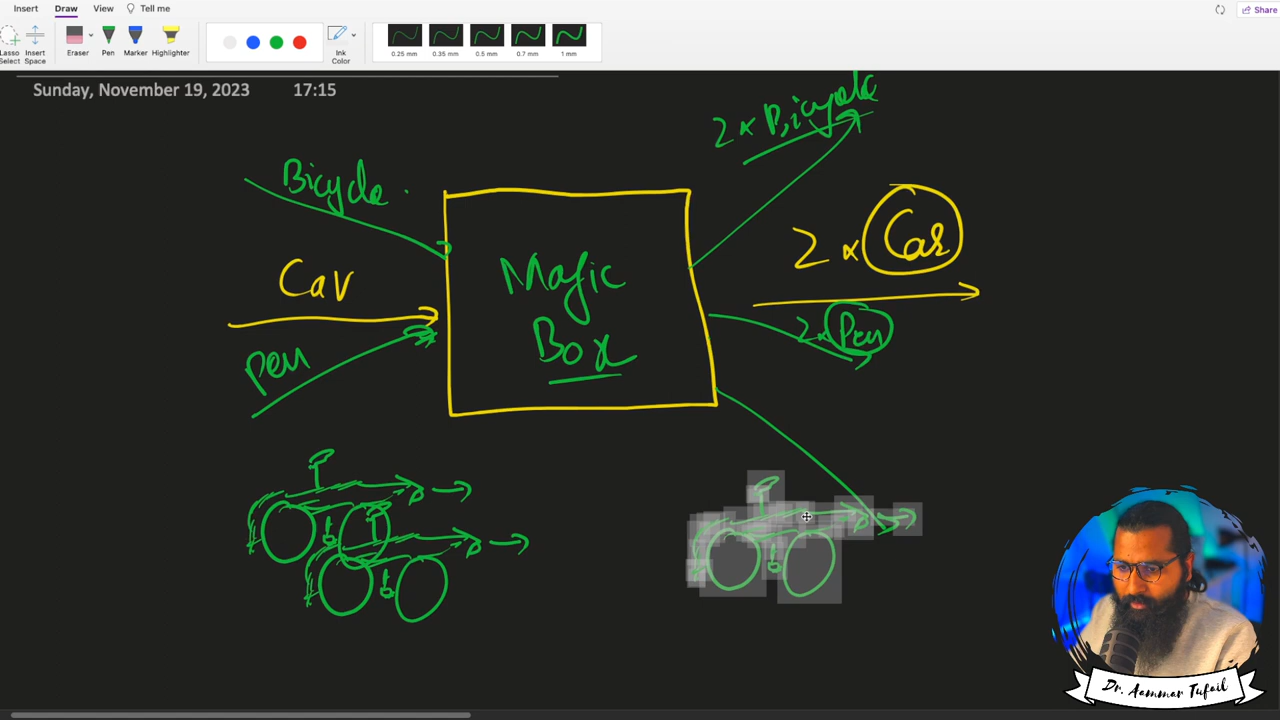 Insert Draw View Tell me Share
Lasso Select
Insert Space
Eraser
Pen
Marker
Highlighter
Ink Color
0.25 mm
0.35 mm
0.5 mm
0.7 mm
1 mm
Sunday, November 19, 2023 17:15
2 × Bicycle
Bicycle
2 × Car
Car
Magic
Box
2 × Pen
Pen
Dr. Aammar Tufail